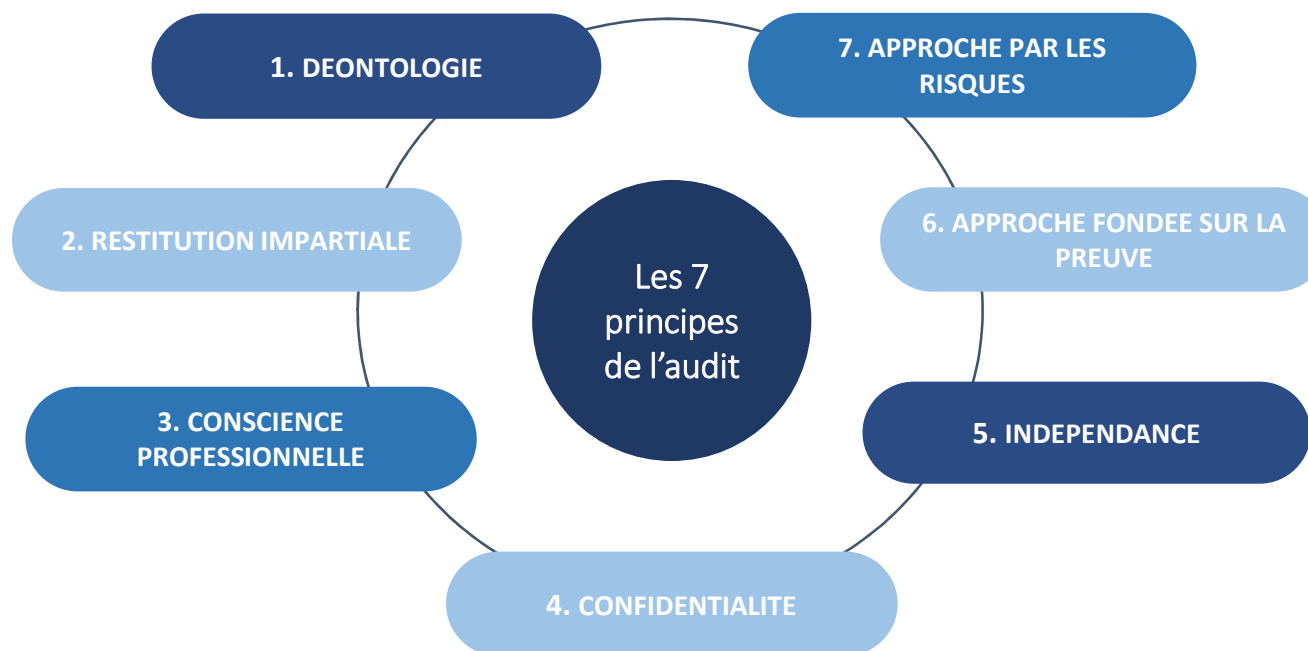 1. DEONTOLOGIE
2. RESTITUTION IMPARTIALE
3. CONSCIENCE
PROFESSIONNELLE
4. CONFIDENTIALITE
5. INDEPENDANCE
6. APPROCHE FONDEE SUR LA
PREUVE
7. APPROCHE PAR LES
RISQUES
Les 7
principes
de l’audit